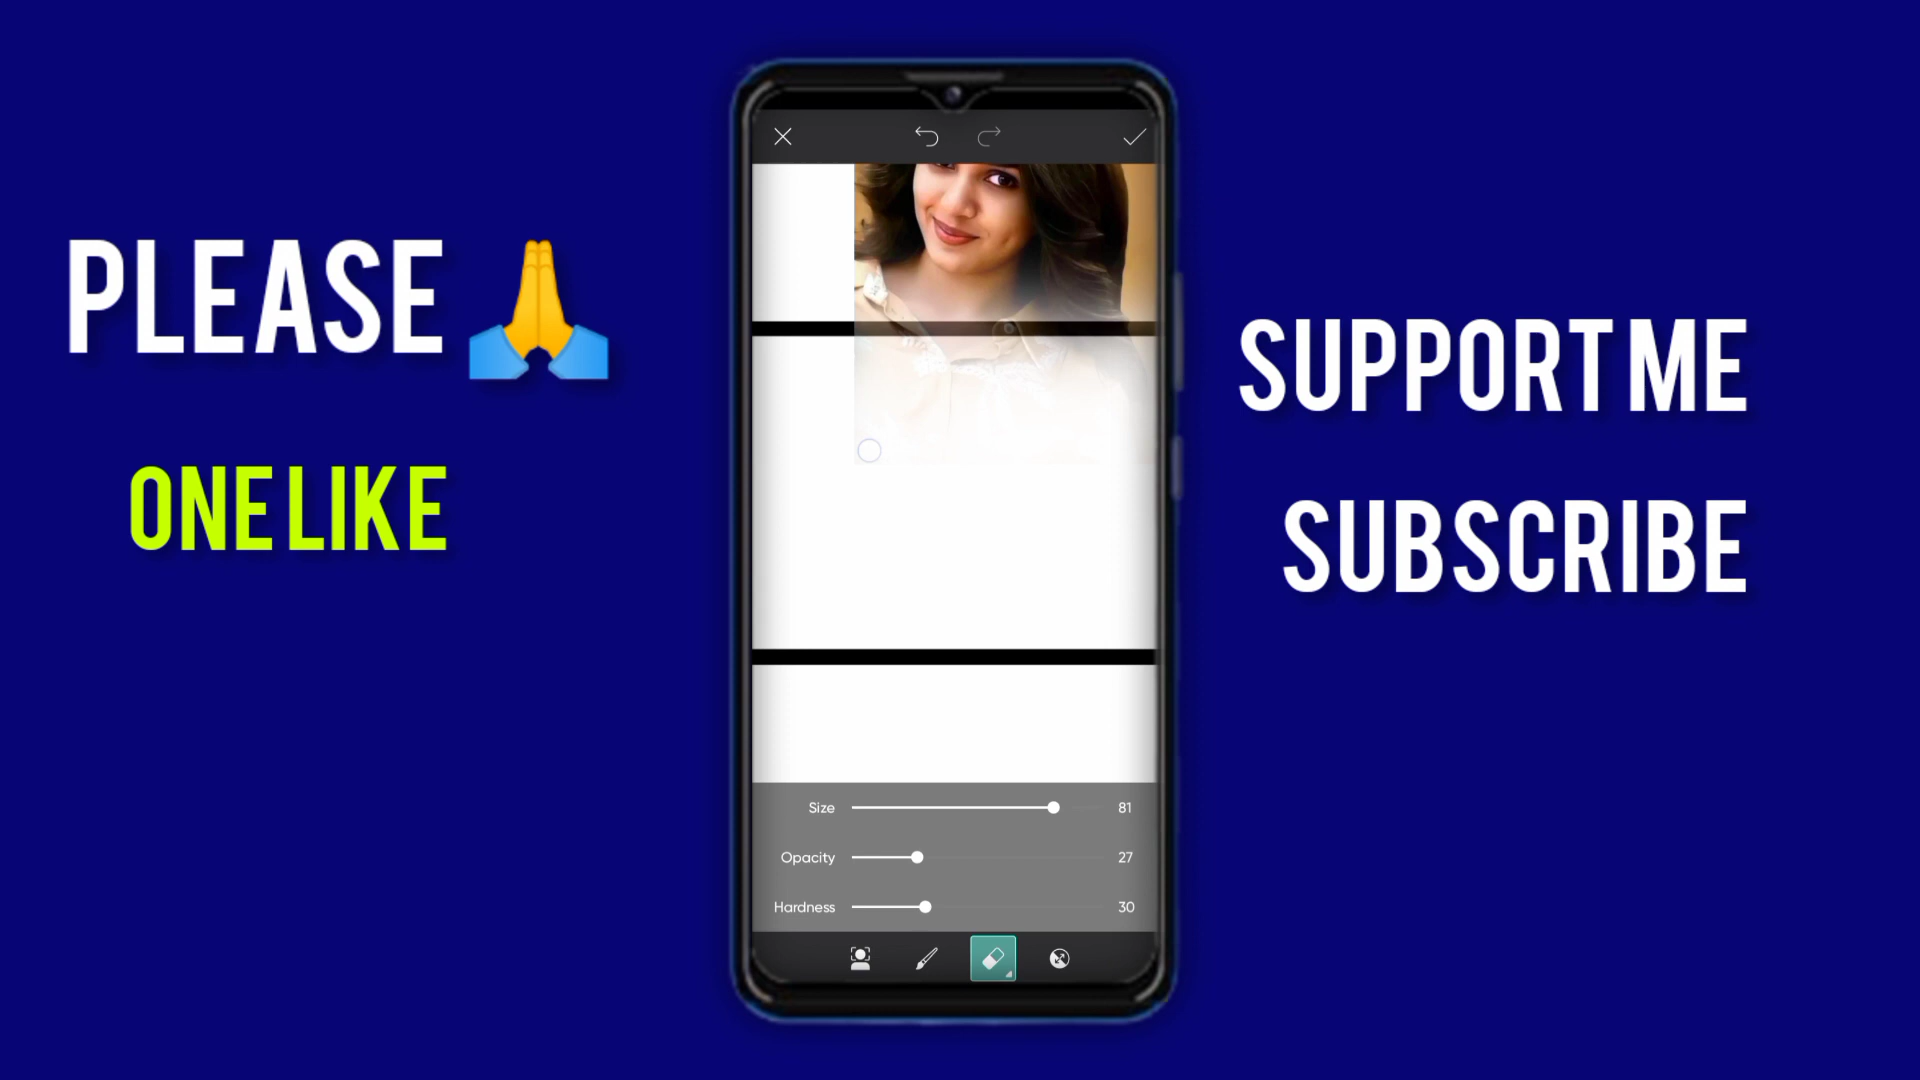 PLEASE 🙏
ONE LIKE
SUPPORT ME
SUBSCRIBE
Size 81
Opacity 27
Hardness 30